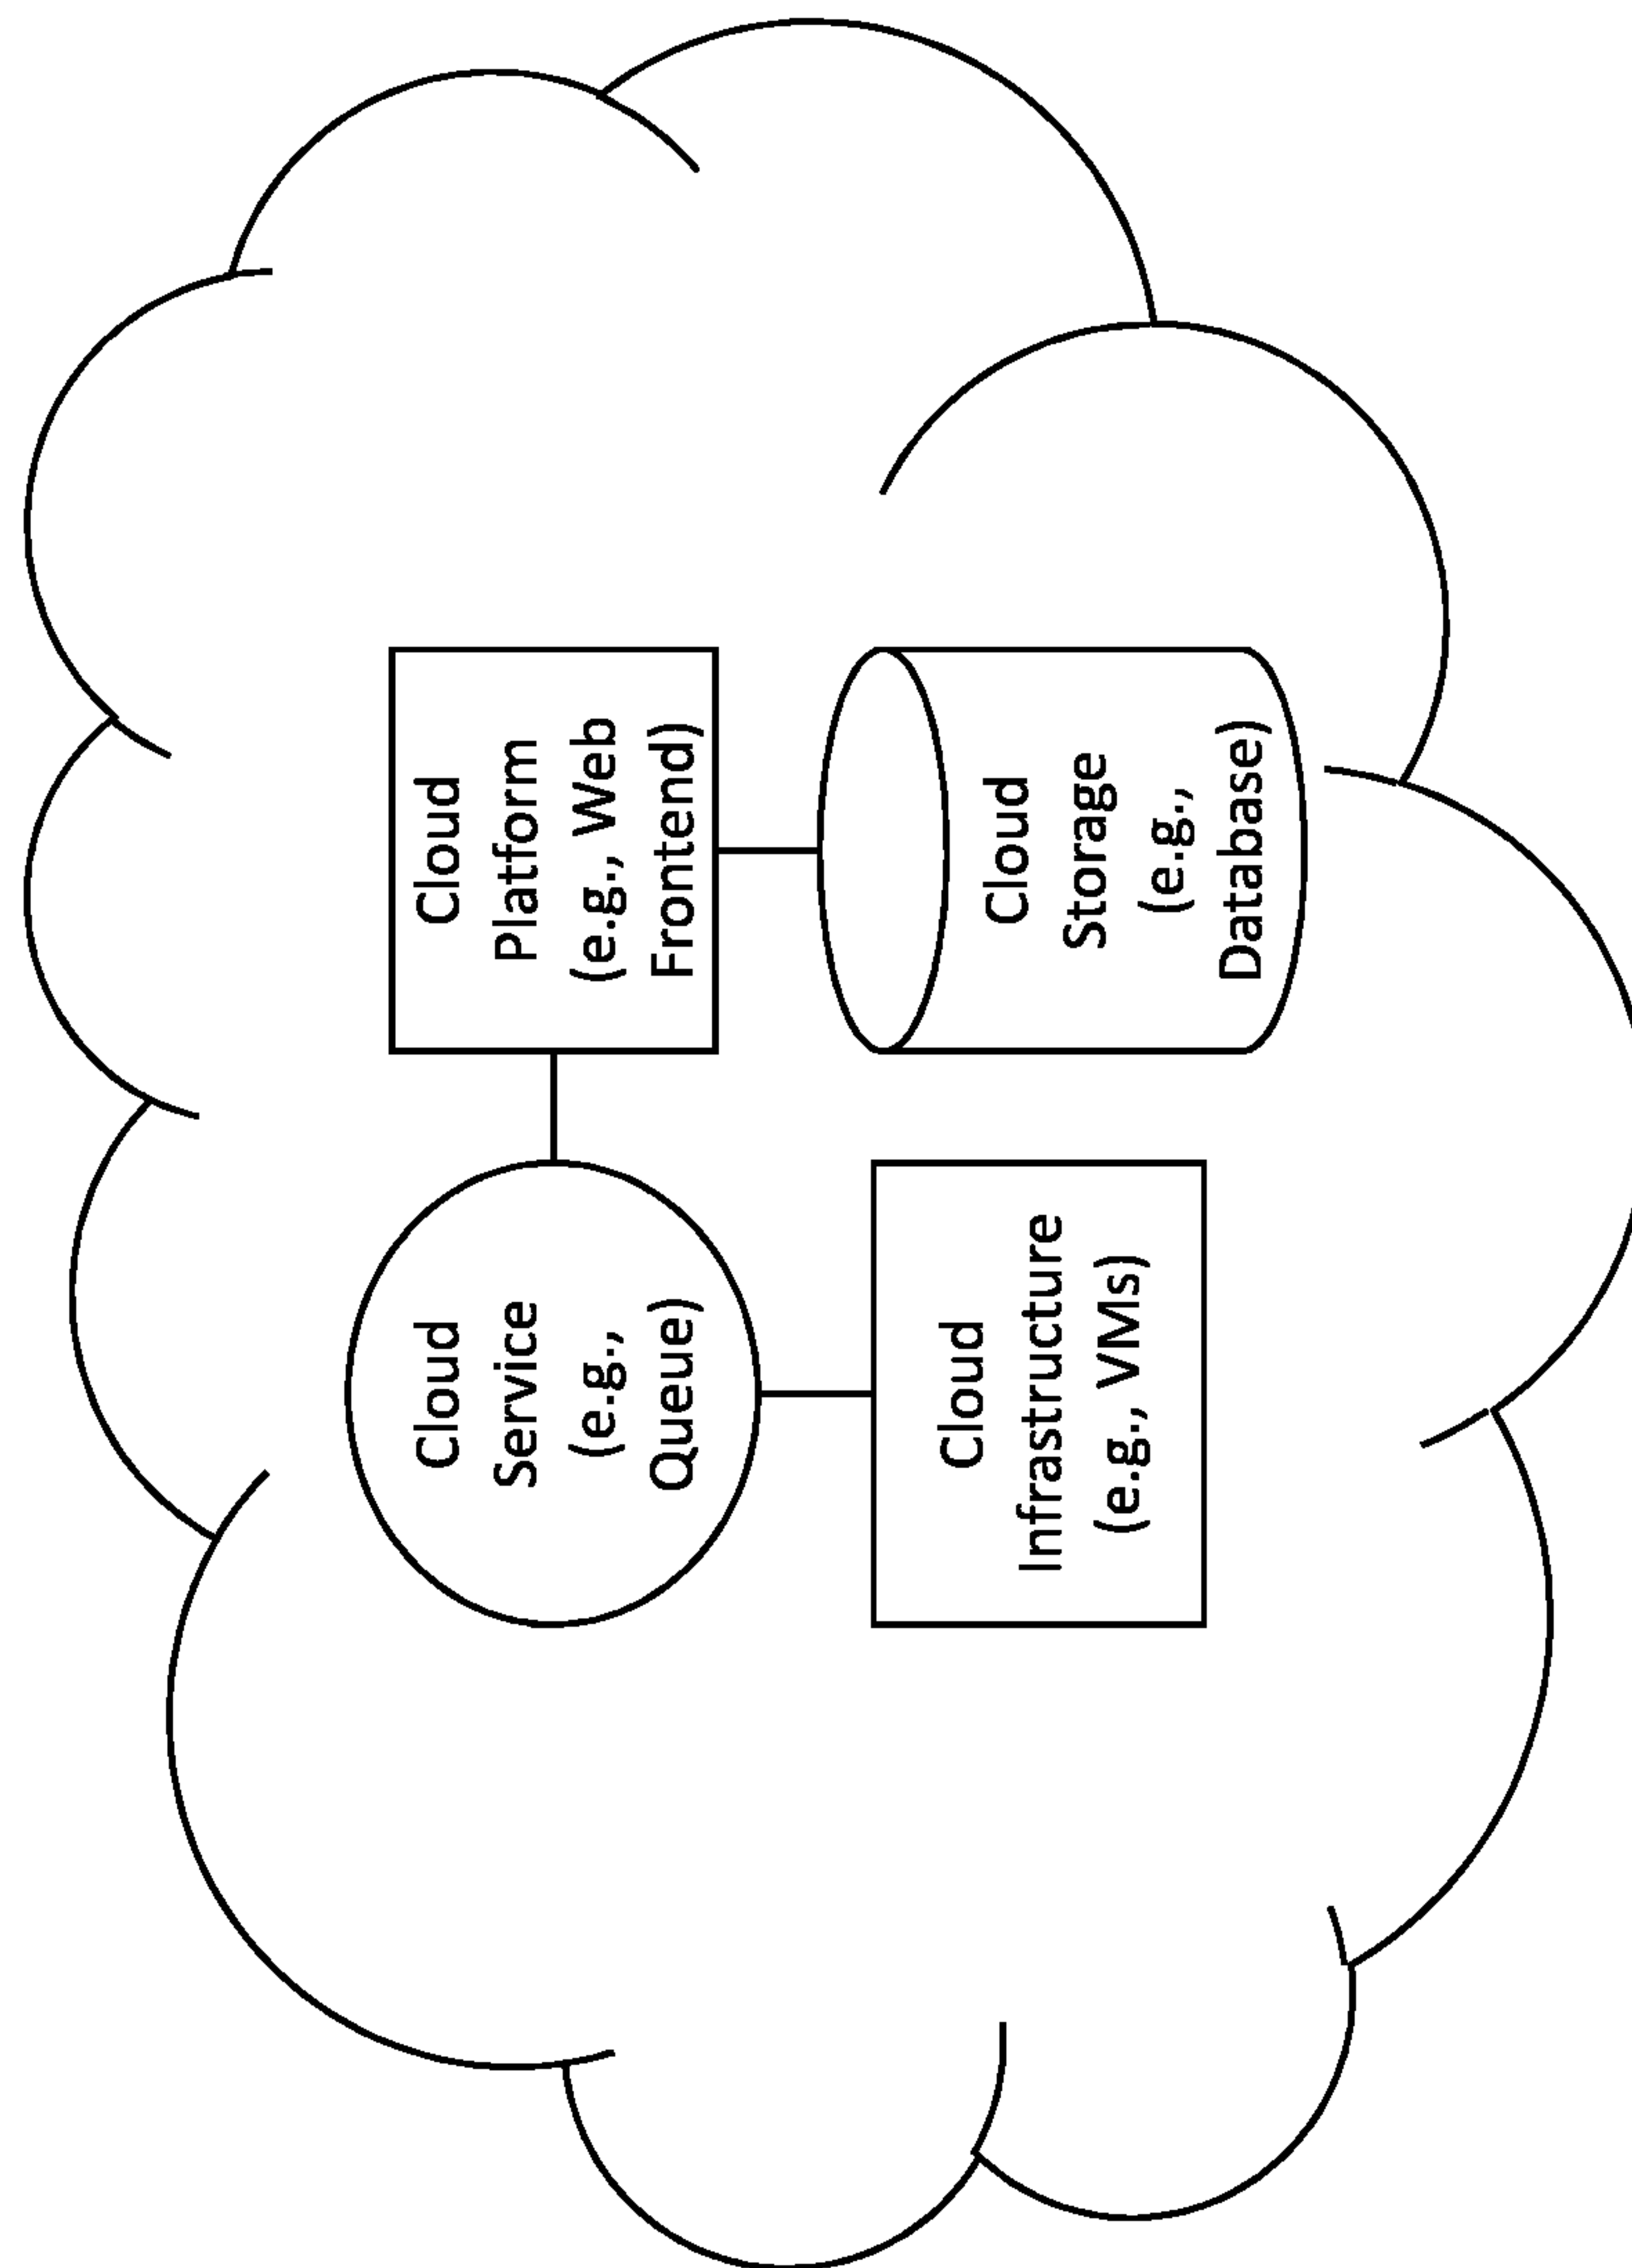 Cloud
Service
(e.g.,
Queue)
Cloud
Platform
(e.g., Web
Frontend)
Cloud
Infrastructure
(e.g., VMs)
Cloud
Storage
(e.g.,
Database)